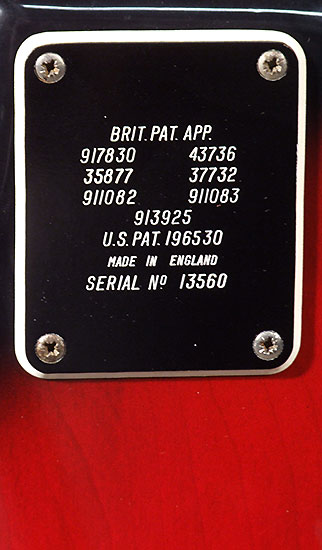 BRIT. PAT. APP.
917830 43736
35877 37732
911082 911083
913925
U.S. PAT. 196530
MADE IN ENGLAND
SERIAL Nº 13560